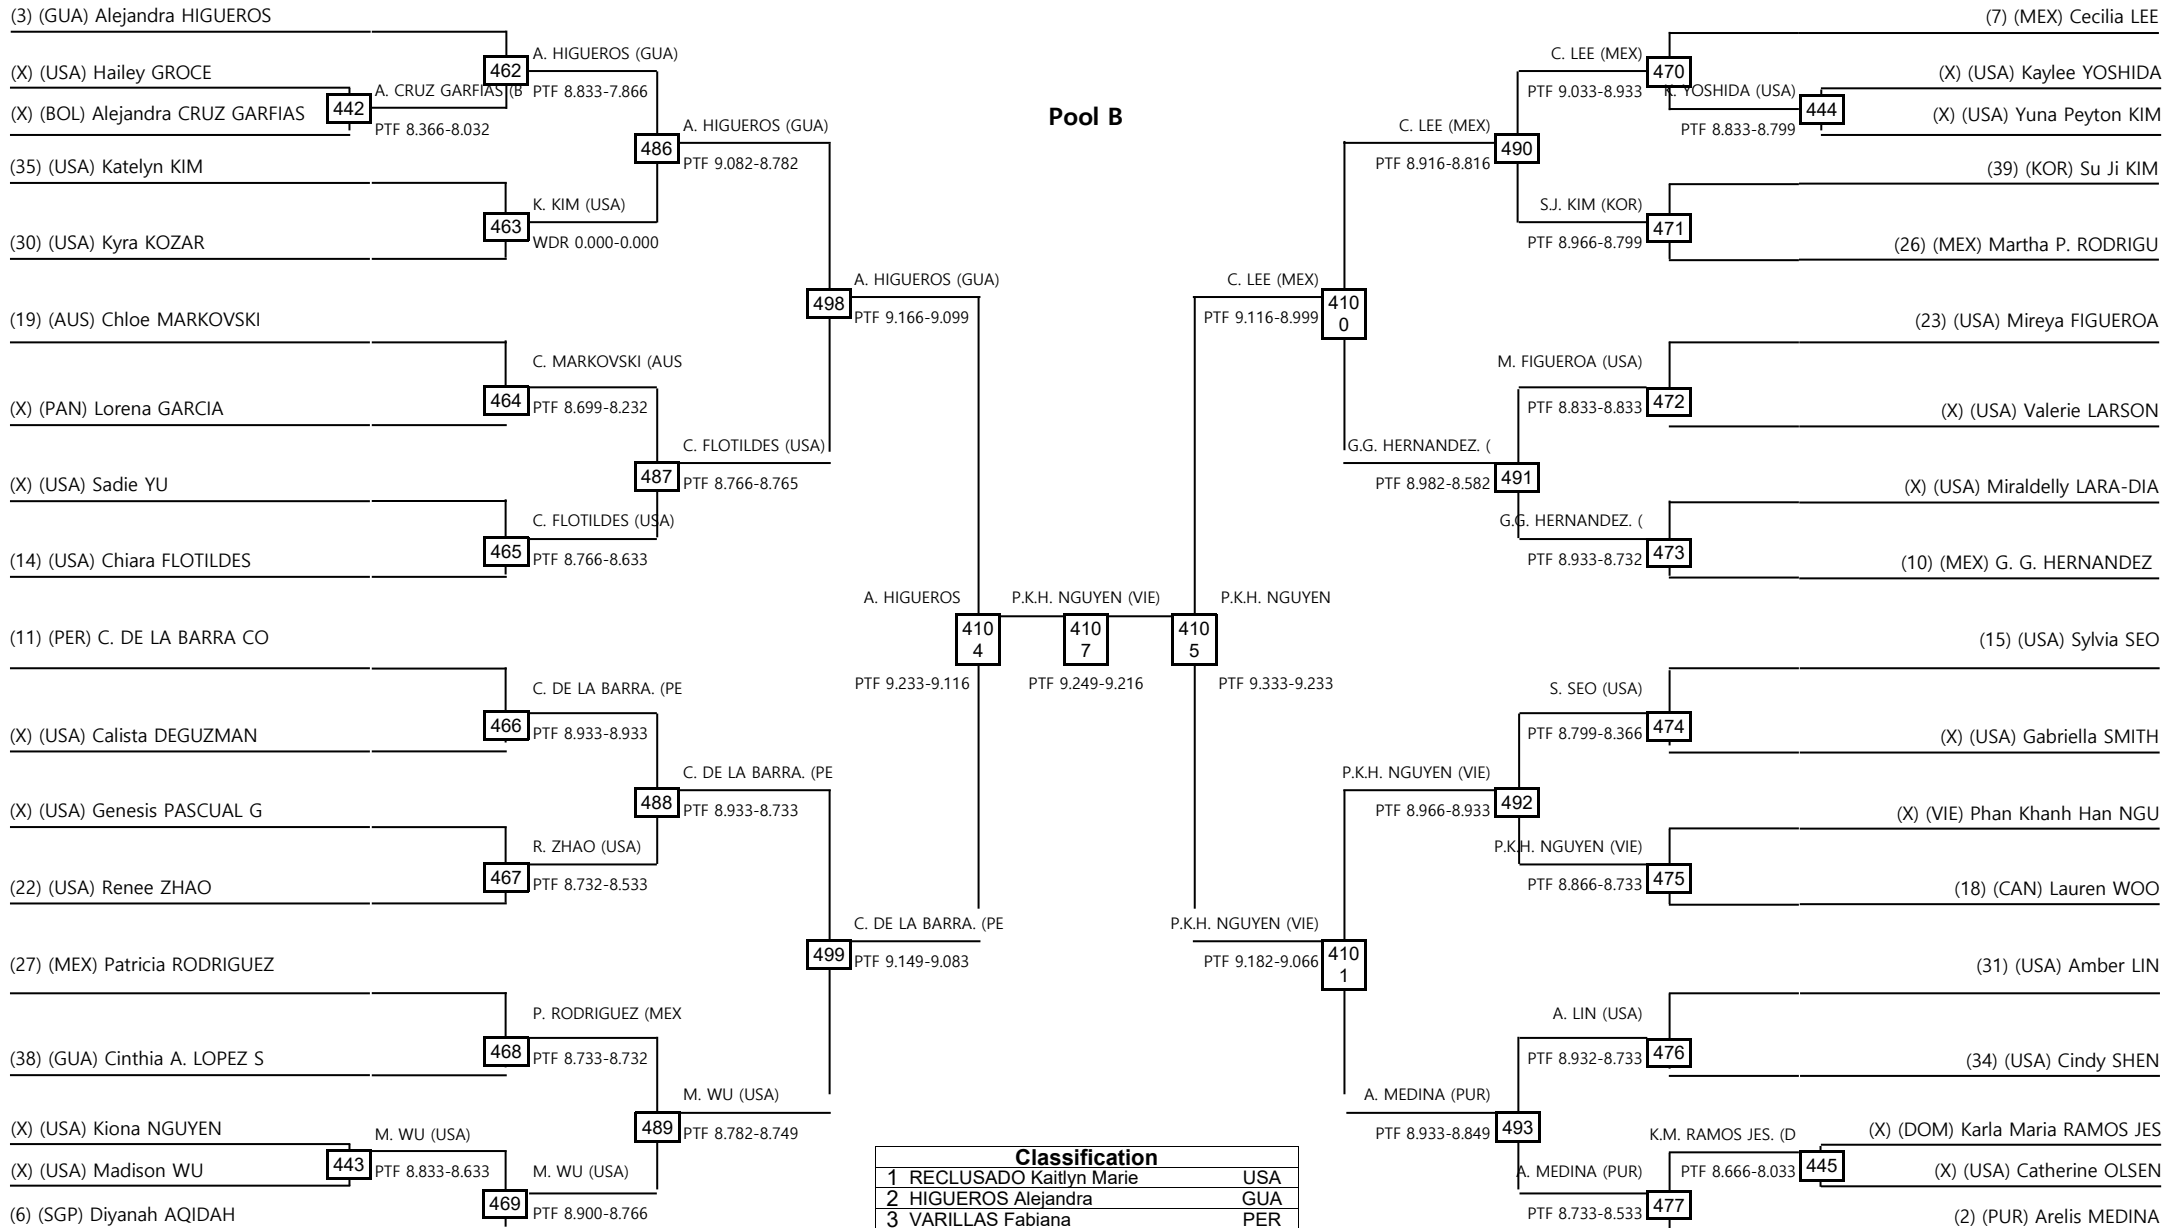 (3) (GUA) Alejandra HIGUEROS
(X) (USA) Hailey GROCE
(X) (BOL) Alejandra CRUZ GARFIAS
442
A. CRUZ GARFIAS (B
PTF 8.366-8.032
462
A. HIGUEROS (GUA)
PTF 8.833-7.866
(35) (USA) Katelyn KIM
(30) (USA) Kyra KOZAR
463
K. KIM (USA)
WDR 0.000-0.000
486
A. HIGUEROS (GUA)
PTF 9.082-8.782
(19) (AUS) Chloe MARKOVSKI
(X) (PAN) Lorena GARCIA
464
C. MARKOVSKI (AUS
PTF 8.699-8.232
(X) (USA) Sadie YU
(14) (USA) Chiara FLOTILDES
465
C. FLOTILDES (USA)
PTF 8.766-8.633
487
C. FLOTILDES (USA)
PTF 8.766-8.765
498
A. HIGUEROS (GUA)
PTF 9.166-9.099
(11) (PER) C. DE LA BARRA CO
(X) (USA) Calista DEGUZMAN
466
C. DE LA BARRA. (PE
PTF 8.933-8.933
(X) (USA) Genesis PASCUAL G
(22) (USA) Renee ZHAO
467
R. ZHAO (USA)
PTF 8.732-8.533
488
C. DE LA BARRA. (PE
PTF 8.933-8.733
(27) (MEX) Patricia RODRIGUEZ
(38) (GUA) Cinthia A. LOPEZ S
468
P. RODRIGUEZ (MEX
PTF 8.733-8.732
(X) (USA) Kiona NGUYEN
(X) (USA) Madison WU
443
M. WU (USA)
PTF 8.833-8.633
(6) (SGP) Diyanah AQIDAH
469
M. WU (USA)
PTF 8.900-8.766
489
M. WU (USA)
PTF 8.782-8.749
499
C. DE LA BARRA. (PE
PTF 9.149-9.083
A. HIGUEROS
410
4
PTF 9.233-9.116
Pool B
P.K.H. NGUYEN (VIE)
410
7
PTF 9.249-9.216
P.K.H. NGUYEN
410
5
PTF 9.333-9.233
C. LEE (MEX)
410
0
PTF 9.116-8.999
C. LEE (MEX)
490
PTF 8.916-8.816
C. LEE (MEX)
470
PTF 9.033-8.933
K. YOSHIDA (USA)
444
PTF 8.833-8.799
(7) (MEX) Cecilia LEE
(X) (USA) Kaylee YOSHIDA
(X) (USA) Yuna Peyton KIM
S.J. KIM (KOR)
471
PTF 8.966-8.799
(39) (KOR) Su Ji KIM
(26) (MEX) Martha P. RODRIGU
G.G. HERNANDEZ. (
491
PTF 8.982-8.582
M. FIGUEROA (USA)
472
PTF 8.833-8.833
(23) (USA) Mireya FIGUEROA
(X) (USA) Valerie LARSON
G.G. HERNANDEZ. (
473
PTF 8.933-8.732
(X) (USA) Miraldelly LARA-DIA
(10) (MEX) G. G. HERNANDEZ
P.K.H. NGUYEN (VIE)
410
1
PTF 9.182-9.066
P.K.H. NGUYEN (VIE)
492
PTF 8.966-8.933
S. SEO (USA)
474
PTF 8.799-8.366
(15) (USA) Sylvia SEO
(X) (USA) Gabriella SMITH
P.K.H. NGUYEN (VIE)
475
PTF 8.866-8.733
(X) (VIE) Phan Khanh Han NGU
(18) (CAN) Lauren WOO
A. MEDINA (PUR)
493
PTF 8.933-8.849
A. LIN (USA)
476
PTF 8.932-8.733
(31) (USA) Amber LIN
(34) (USA) Cindy SHEN
A. MEDINA (PUR)
477
PTF 8.733-8.533
K.M. RAMOS JES. (D
445
PTF 8.666-8.033
(X) (DOM) Karla Maria RAMOS JES
(X) (USA) Catherine OLSEN
(2) (PUR) Arelis MEDINA
Classification
1 RECLUSADO Kaitlyn Marie USA
2 HIGUEROS Alejandra GUA
3 VARILLAS Fabiana PER